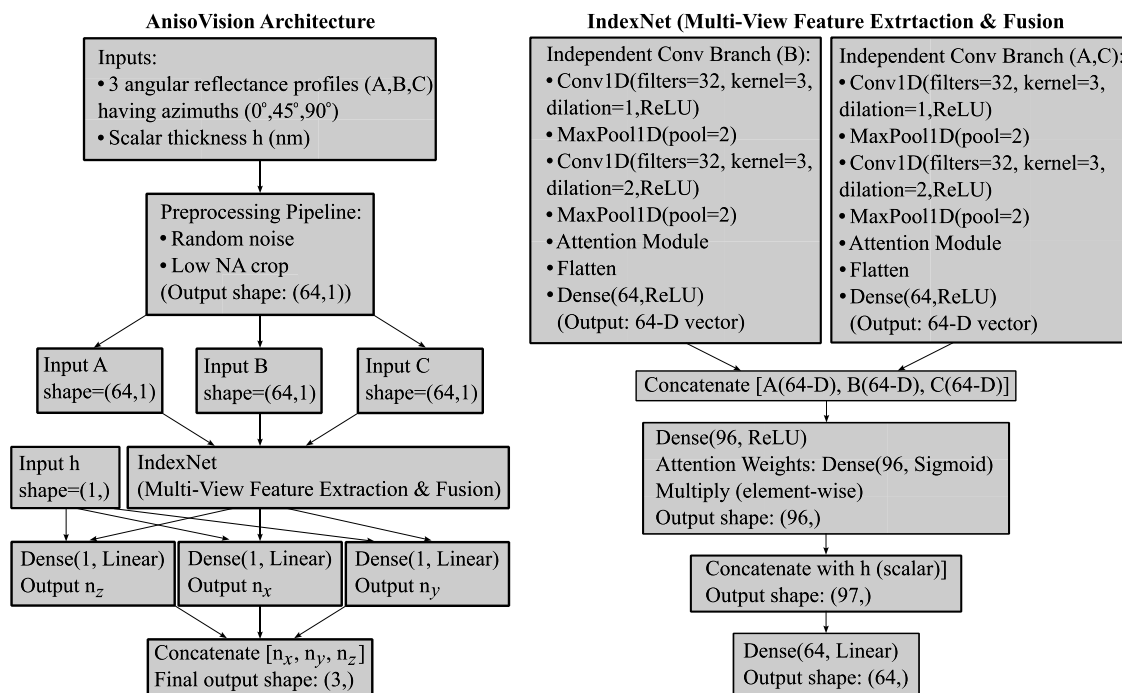 AnisoVision Architecture
Inputs:
• 3 angular reflectance profiles (A,B,C)
having azimuths (0°,45°,90°)
• Scalar thickness h (nm)
Preprocessing Pipeline:
• Random noise
• Low NA crop
(Output shape: (64,1))
Input A
shape=(64,1)
Input B
shape=(64,1)
Input C
shape=(64,1)
Input h
shape=(1,)
IndexNet
(Multi-View Feature Extraction & Fusion)
Dense(1, Linear)
Output n_z
Dense(1, Linear)
Output n_x
Dense(1, Linear)
Output n_y
Concatenate [n_x, n_y, n_z]
Final output shape: (3,)
IndexNet (Multi-View Feature Extrtaction & Fusion
Independent Conv Branch (B):
• Conv1D(filters=32, kernel=3,
dilation=1,ReLU)
• MaxPool1D(pool=2)
• Conv1D(filters=32, kernel=3,
dilation=2,ReLU)
• MaxPool1D(pool=2)
• Attention Module
• Flatten
• Dense(64,ReLU)
(Output: 64-D vector)
Independent Conv Branch (A,C):
• Conv1D(filters=32, kernel=3,
dilation=1,ReLU)
• MaxPool1D(pool=2)
• Conv1D(filters=32, kernel=3,
dilation=2,ReLU)
• MaxPool1D(pool=2)
• Attention Module
• Flatten
• Dense(64,ReLU)
(Output: 64-D vector)
Concatenate [A(64-D), B(64-D), C(64-D)]
Dense(96, ReLU)
Attention Weights: Dense(96, Sigmoid)
Multiply (element-wise)
Output shape: (96,)
Concatenate with h (scalar)]
Output shape: (97,)
Dense(64, Linear)
Output shape: (64,)